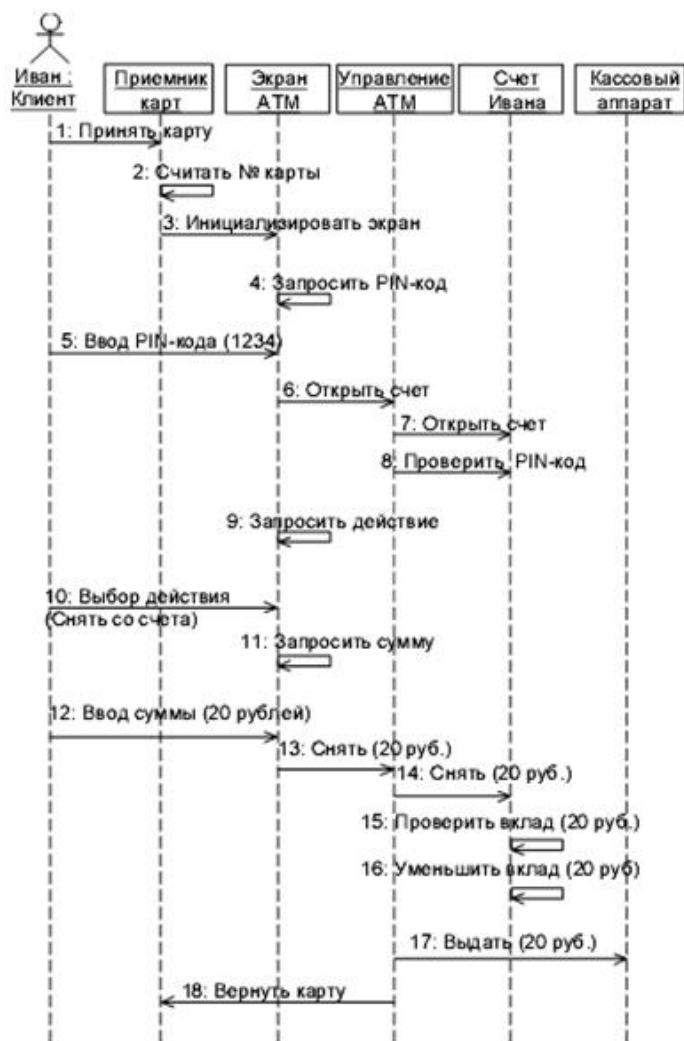 Иван :
Клиент
Приемник
карт
Экран
АТМ
Управление
АТМ
Счет
Ивана
Кассовый
аппарат
1: Принять карту
2: Считать № карты
3: Инициализировать экран
4: Запросить PIN-код
5: Ввод PIN-кода (1234)
6: Открыть счет
7: Открыть счет
8: Проверить PIN-код
9: Запросить действие
10: Выбор действия
(Снять со счета)
11: Запросить сумму
12: Ввод суммы (20 рублей)
13: Снять (20 руб.)
14: Снять (20 руб.)
15: Проверить вклад (20 руб.)
16: Уменьшить вклад (20 руб)
17: Выдать (20 руб.)
18: Вернуть карту